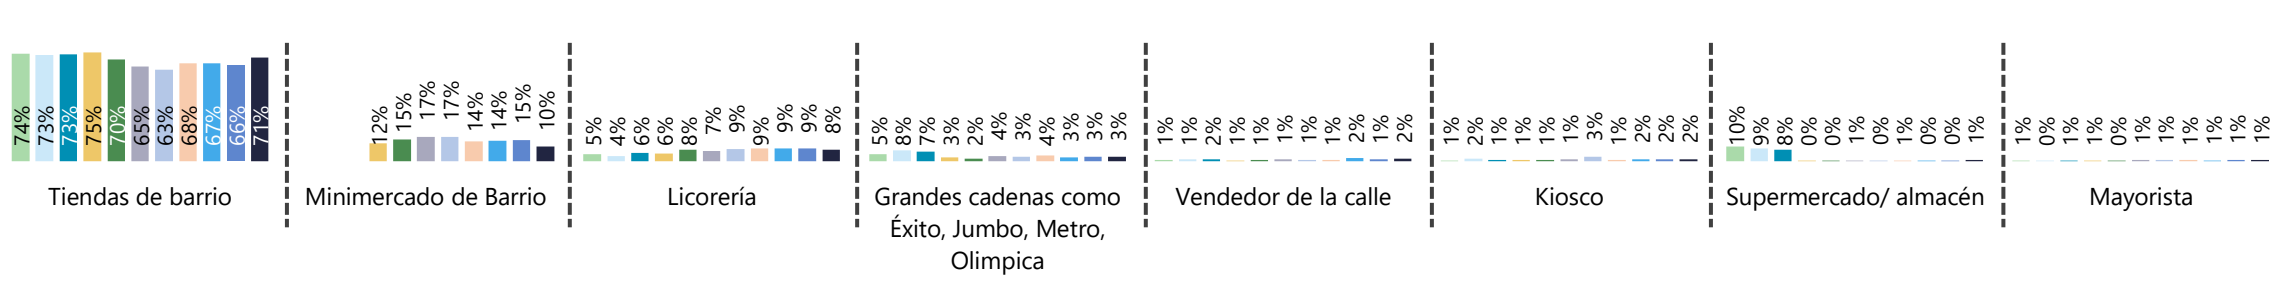 74% 73% 73% 75% 70% 65% 63% 68% 67% 66% 71%
12% 15% 17% 17% 14% 14% 15% 10%
5% 4% 6% 6% 8% 7% 9% 9% 9% 9% 8%
5% 8% 7% 3% 2% 4% 3% 4% 3% 3% 3%
1% 1% 2% 1% 1% 1% 1% 1% 2% 1% 2%
1% 2% 1% 1% 1% 1% 3% 1% 2% 2% 2%
10% 9% 8% 0% 0% 1% 0% 1% 0% 0% 1%
1% 0% 1% 1% 0% 1% 1% 1% 1% 1% 1%
Tiendas de barrio
Minimercado de Barrio
Licorería
Grandes cadenas como
Éxito, Jumbo, Metro,
Olimpica
Vendedor de la calle
Kiosco
Supermercado/ almacén
Mayorista